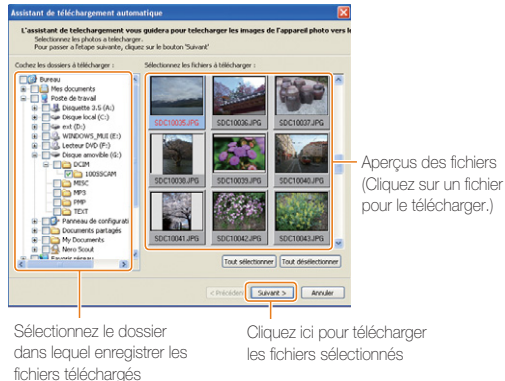 Assistant de téléchargement automatique
L'assistant de telechargement vous guidera pour telecharger les images de l'appareil photo vers le
Selectionnez les photos a telecharger.
Pour passer a l'etape suivante, cliquez sur le bouton 'Suivant'
Cochez les dossiers à télécharger :
Bureau
Mes documents
Poste de travail
Disquette 3.5 (A:)
Disque local (C:)
ext (D:)
WINDOWS_MUI (E:)
Lecteur DVD (F:)
Disque amovible (G:)
DCIM
100SSCAM
MISC
MP3
PMP
TEXT
Panneau de configurati
Documents partagés
My Documents
Nero Scout
Favoris réseau
Sélectionnez les fichiers à télécharger :
SDC10035.JPG
SDC10036.JPG
SDC10037.JPG
SDC10038.JPG
SDC10039.JPG
SDC10040.JPG
SDC10041.JPG
SDC10042.JPG
SDC10043.JPG
Tout sélectionner
Tout désélectionner
< Précédent
Suivant >
Annuler
Aperçus des fichiers
(Cliquez sur un fichier
pour le télécharger.)
Sélectionnez le dossier
dans lequel enregistrer les
fichiers téléchargés
Cliquez ici pour télécharger
les fichiers sélectionnés